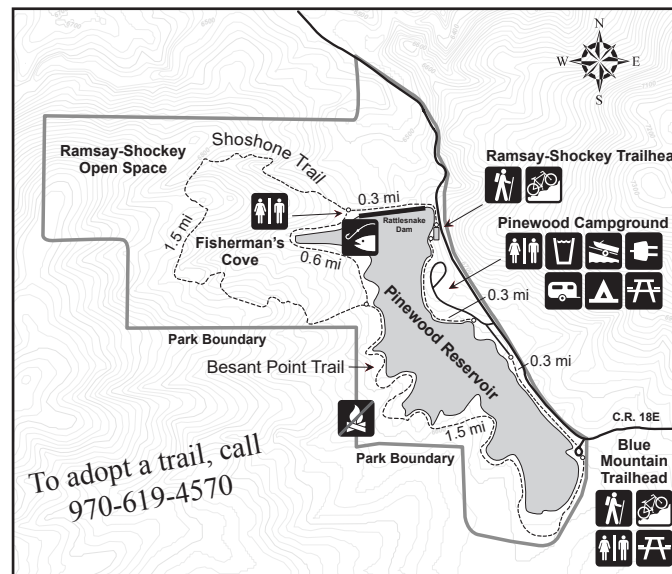 N
W E
S
Ramsay-Shockey
Open Space
Shoshone Trail
0.3 mi
Rattlesnake
Dam
Ramsay-Shockey Trailhea
Pinewood Campground
1.5 mi
Fisherman's
Cove
0.6 mi
Pinewood Reservoir
0.3 mi
0.3 mi
Park Boundary
Besant Point Trail
1.5 mi
C.R. 18E
Park Boundary
Blue
Mountain
Trailhead
To adopt a trail, call
970-619-4570